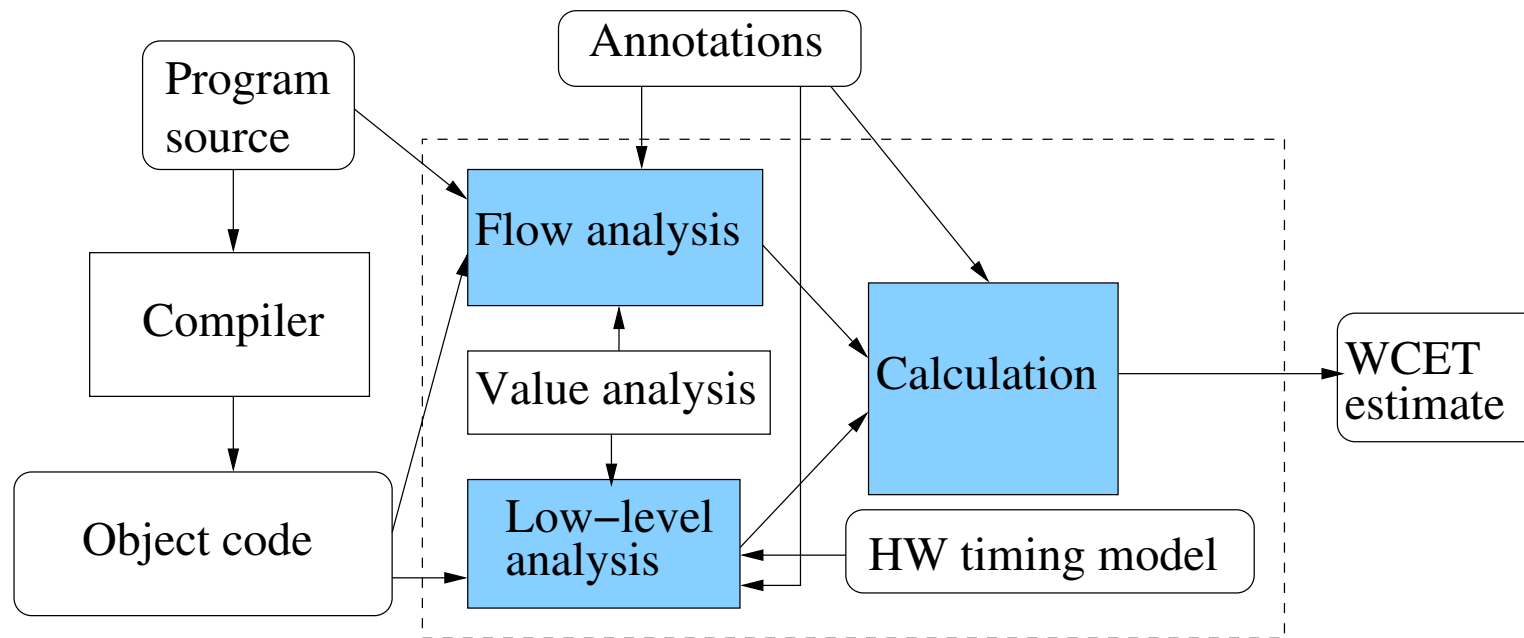 Annotations
Program
source
Flow analysis
Compiler
Value analysis
Calculation
WCET
estimate
Object code
Low−level
analysis
HW timing model